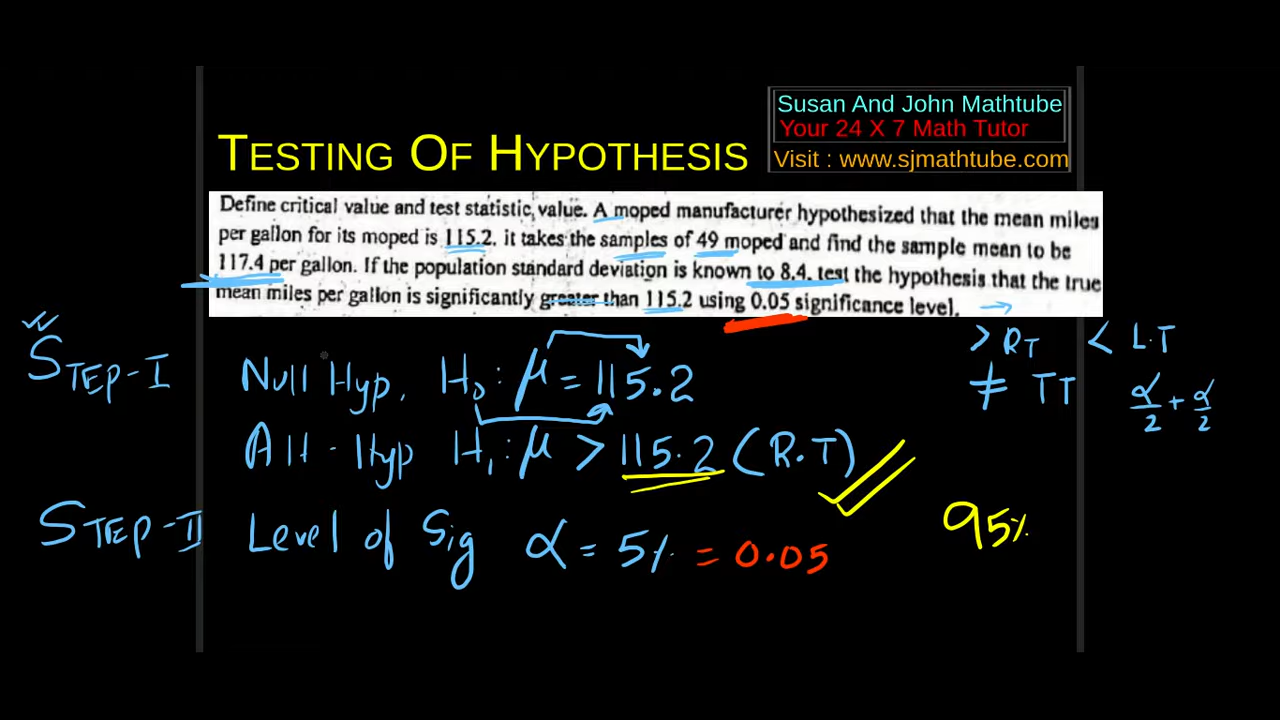 Susan And John Mathtube
Your 24 X 7 Math Tutor
Visit : www.sjmathtube.com
TESTING OF HYPOTHESIS
Define critical value and test statistic value. A moped manufacturer hypothesized that the mean miles
per gallon for its moped is 115.2. it takes the samples of 49 moped and find the sample mean to be
117.4 per gallon. If the population standard deviation is known to 8.4. test the hypothesis that the true
mean miles per gallon is significantly greater than 115.2 using 0.05 significance level.
> RT < L.T
≠ TT α/2 + α/2
STEP-I Null Hyp. H0 : μ = 115.2
Alt - Hyp H1 : μ > 115.2 (R.T)
STEP-II Level of Sig α = 5% = 0.05
95%